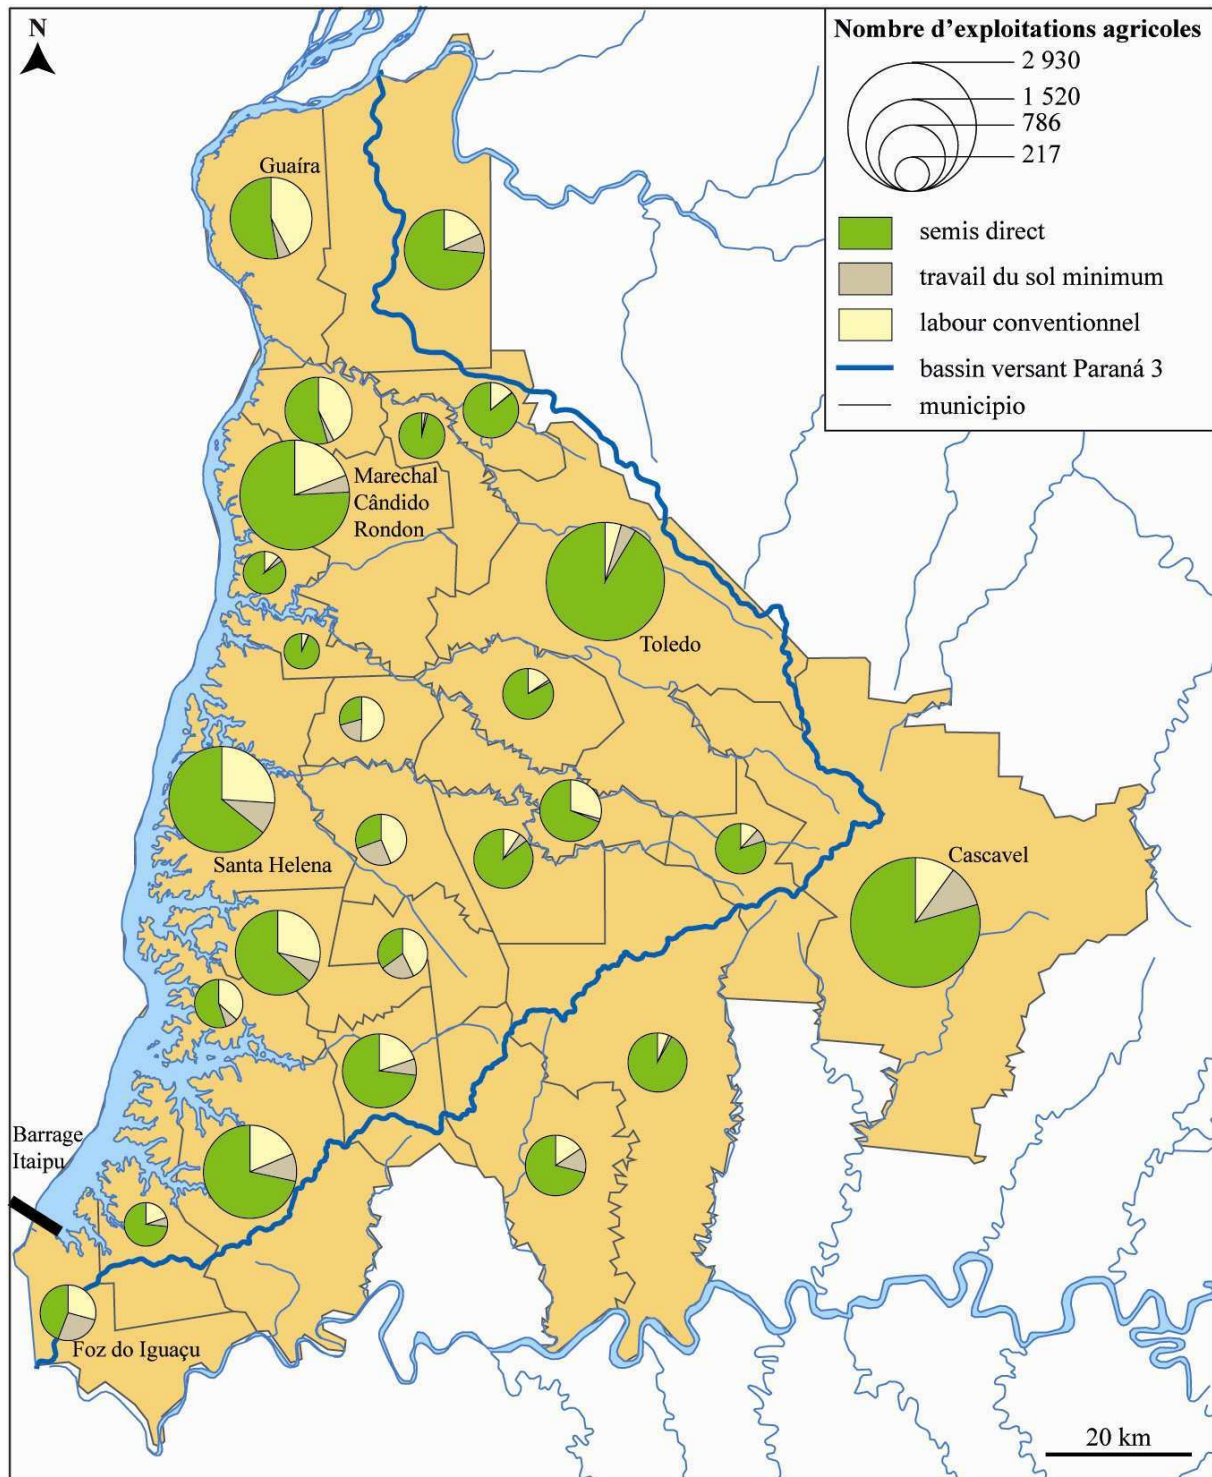 N
Nombre d'exploitations agricoles
2 930
1 520
786
217
semis direct
travail du sol minimum
labour conventionnel
bassin versant Paraná 3
municipio
Guaíra
Marechal
Cândido
Rondon
Toledo
Santa Helena
Cascavel
Barrage
Itaipu
Foz do Iguaçu
20 km